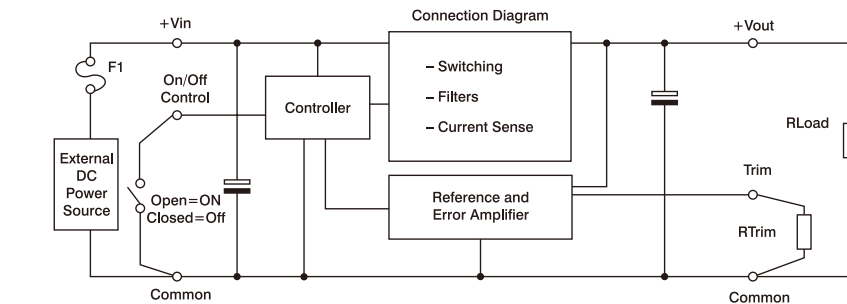 Connection Diagram
+Vin
+Vout
F1
On/Off
Control
– Switching
– Filters
– Current Sense
Controller
RLoad
External
DC
Power
Source
Open=ON
Closed=Off
Reference and
Error Amplifier
Trim
RTrim
Common
Common